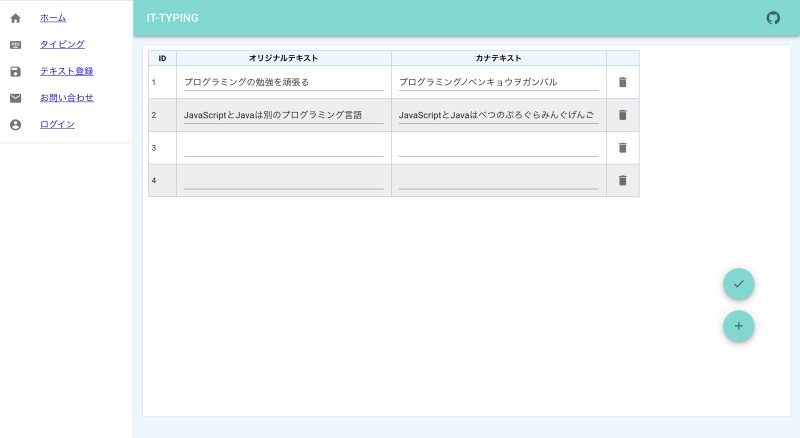 IT-TYPING
ホーム
タイピング
テキスト登録
お問い合わせ
ログイン
ID オリジナルテキスト カナテキスト
1 プログラミングの勉強を頑張る プログラミングノベンキョウヲガンバル
2 JavaScriptとJavaは別のプログラミング言語 JavaScriptとJavaはべつのぷろぐらみんぐげんご
3
4